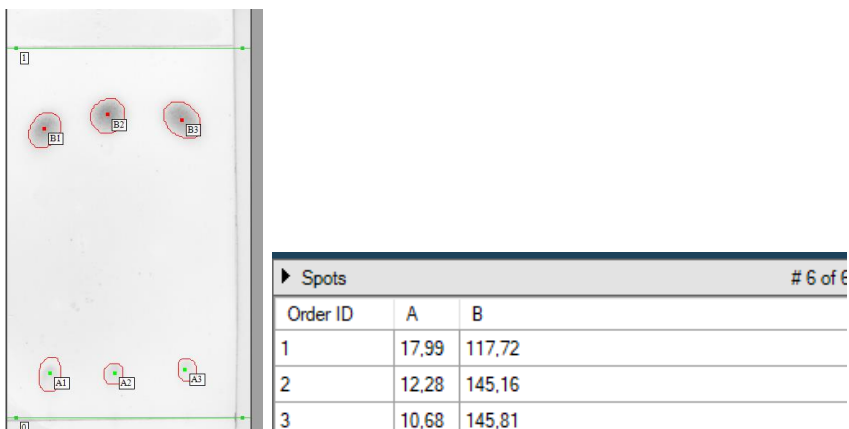 1
B1
B2
B3
A1
A2
A3
0
Spots # 6 of 6
Order ID A B
1 17,99 117,72
2 12,28 145,16
3 10,68 145,81